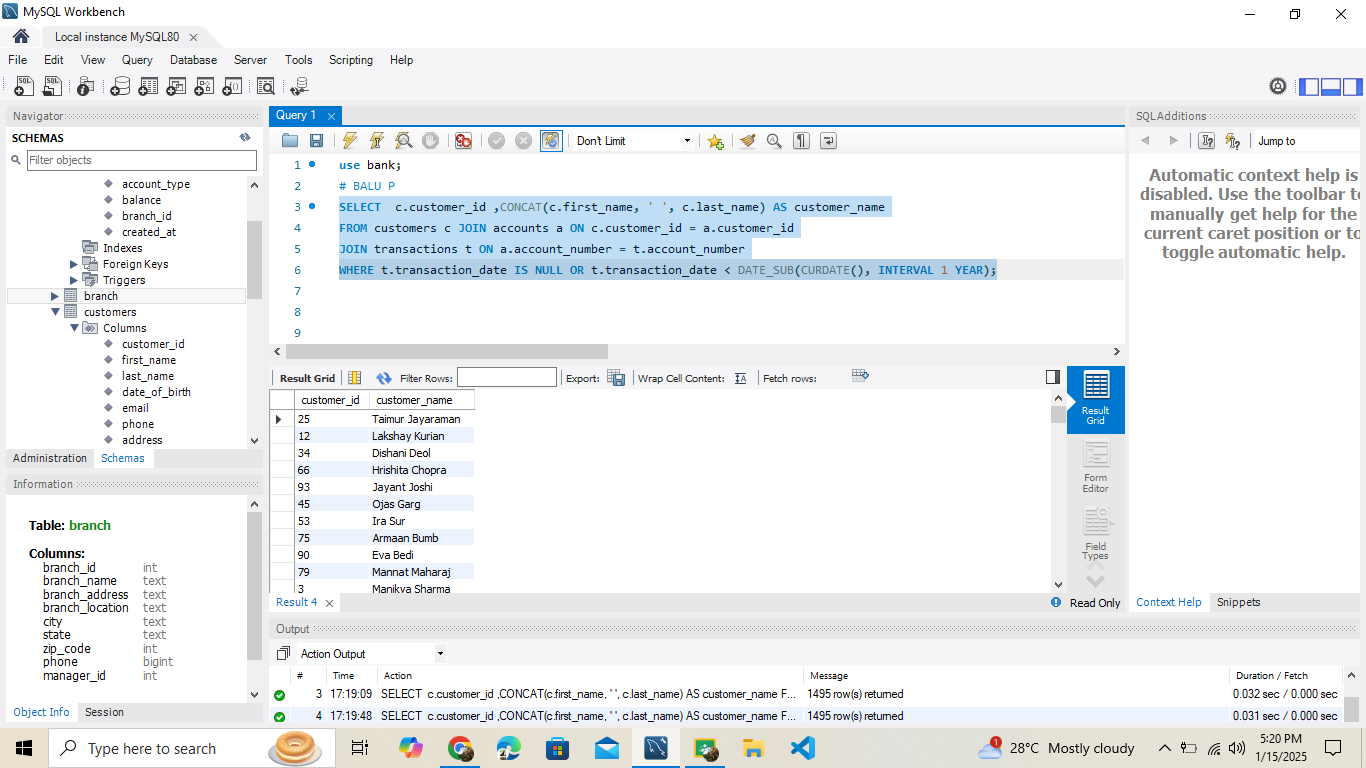 MySQL Workbench
Local instance MySQL80
File Edit View Query Database Server Tools Scripting Help
Navigator
SCHEMAS
Filter objects
account_type
balance
branch_id
created_at
Indexes
Foreign Keys
Triggers
branch
customers
Columns
customer_id
first_name
last_name
date_of_birth
email
phone
address
Administration Schemas
Information
Table: branch
Columns:
branch_id int
branch_name text
branch_address text
branch_location text
city text
state text
zip_code int
phone bigint
manager_id int
Object Info Session
Query 1
Don't Limit
1 use bank;
2 # BALU P
3 SELECT c.customer_id ,CONCAT(c.first_name, ' ', c.last_name) AS customer_name
4 FROM customers c JOIN accounts a ON c.customer_id = a.customer_id
5 JOIN transactions t ON a.account_number = t.account_number
6 WHERE t.transaction_date IS NULL OR t.transaction_date < DATE_SUB(CURDATE(), INTERVAL 1 YEAR);
7
8
9
Result Grid Filter Rows: Export: Wrap Cell Content: Fetch rows:
customer_id customer_name
25 Taimur Jayaraman
12 Lakshay Kurian
34 Dishani Deol
66 Hrishita Chopra
93 Jayant Joshi
45 Ojas Garg
53 Ira Sur
75 Armaan Bumb
90 Eva Bedi
79 Mannat Maharaj
3 Manikya Sharma
Result Grid
Form Editor
Field Types
Result 4
Read Only
Output
Action Output
# Time Action Message Duration / Fetch
3 17:19:09 SELECT c.customer_id ,CONCAT(c.first_name, ' ', c.last_name) AS customer_name F... 1495 row(s) returned 0.032 sec / 0.000 sec
4 17:19:48 SELECT c.customer_id ,CONCAT(c.first_name, ' ', c.last_name) AS customer_name F... 1495 row(s) returned 0.031 sec / 0.000 sec
SQLAdditions
Jump to
Automatic context help is
disabled. Use the toolbar to
manually get help for the
current caret position or to
toggle automatic help.
Context Help Snippets
Type here to search
1
28°C Mostly cloudy
5:20 PM
1/15/2025